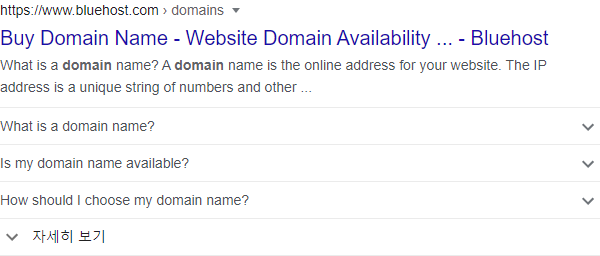 https://www.bluehost.com › domains
Buy Domain Name - Website Domain Availability ... - Bluehost
What is a domain name? A domain name is the online address for your website. The IP
address is a unique string of numbers and other ...
What is a domain name?
Is my domain name available?
How should I choose my domain name?
자세히 보기